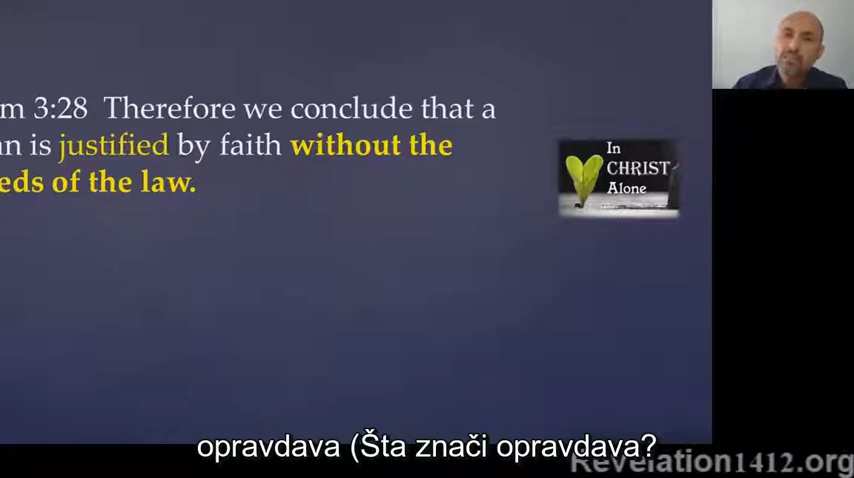 m 3:28 Therefore we conclude that a
an is justified by faith without the
eds of the law.
In
CHRIST
Alone
opravdava (Šta znači opravdava?
Revelation1412.org